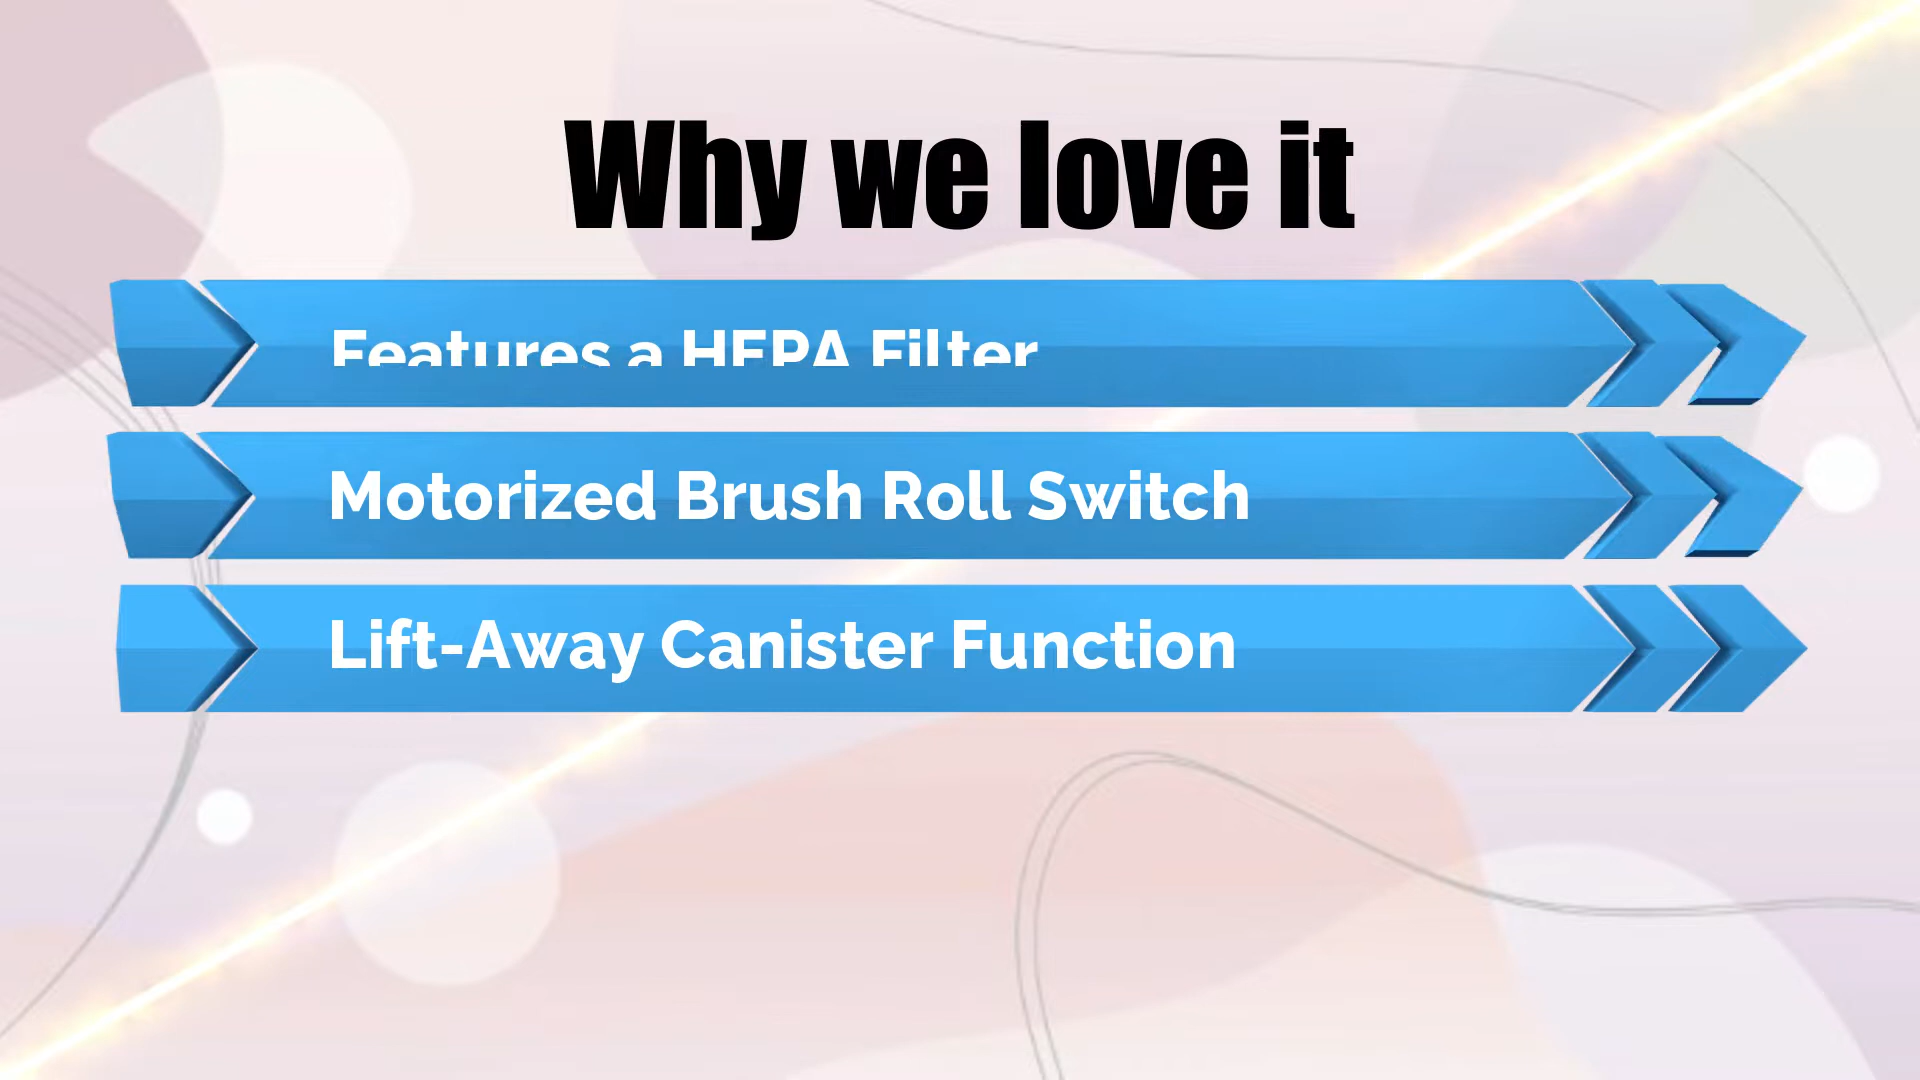 Why we love it
Features a HEPA Filter
Motorized Brush Roll Switch
Lift-Away Canister Function